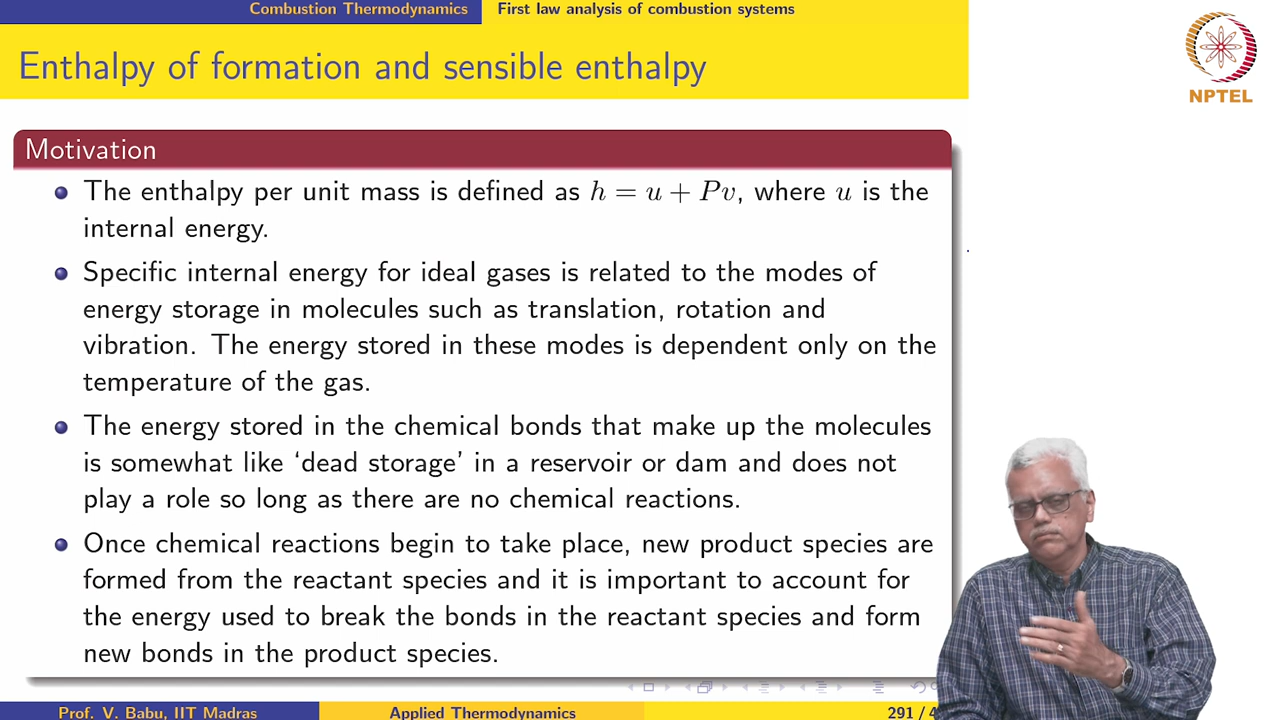 Combustion Thermodynamics First law analysis of combustion systems
Enthalpy of formation and sensible enthalpy
NPTEL
Motivation
The enthalpy per unit mass is defined as h = u + Pv, where u is the
internal energy.
Specific internal energy for ideal gases is related to the modes of
energy storage in molecules such as translation, rotation and
vibration. The energy stored in these modes is dependent only on the
temperature of the gas.
The energy stored in the chemical bonds that make up the molecules
is somewhat like ‘dead storage’ in a reservoir or dam and does not
play a role so long as there are no chemical reactions.
Once chemical reactions begin to take place, new product species are
formed from the reactant species and it is important to account for
the energy used to break the bonds in the reactant species and form
new bonds in the product species.
Prof. V. Babu, IIT Madras Applied Thermodynamics 291 / 4